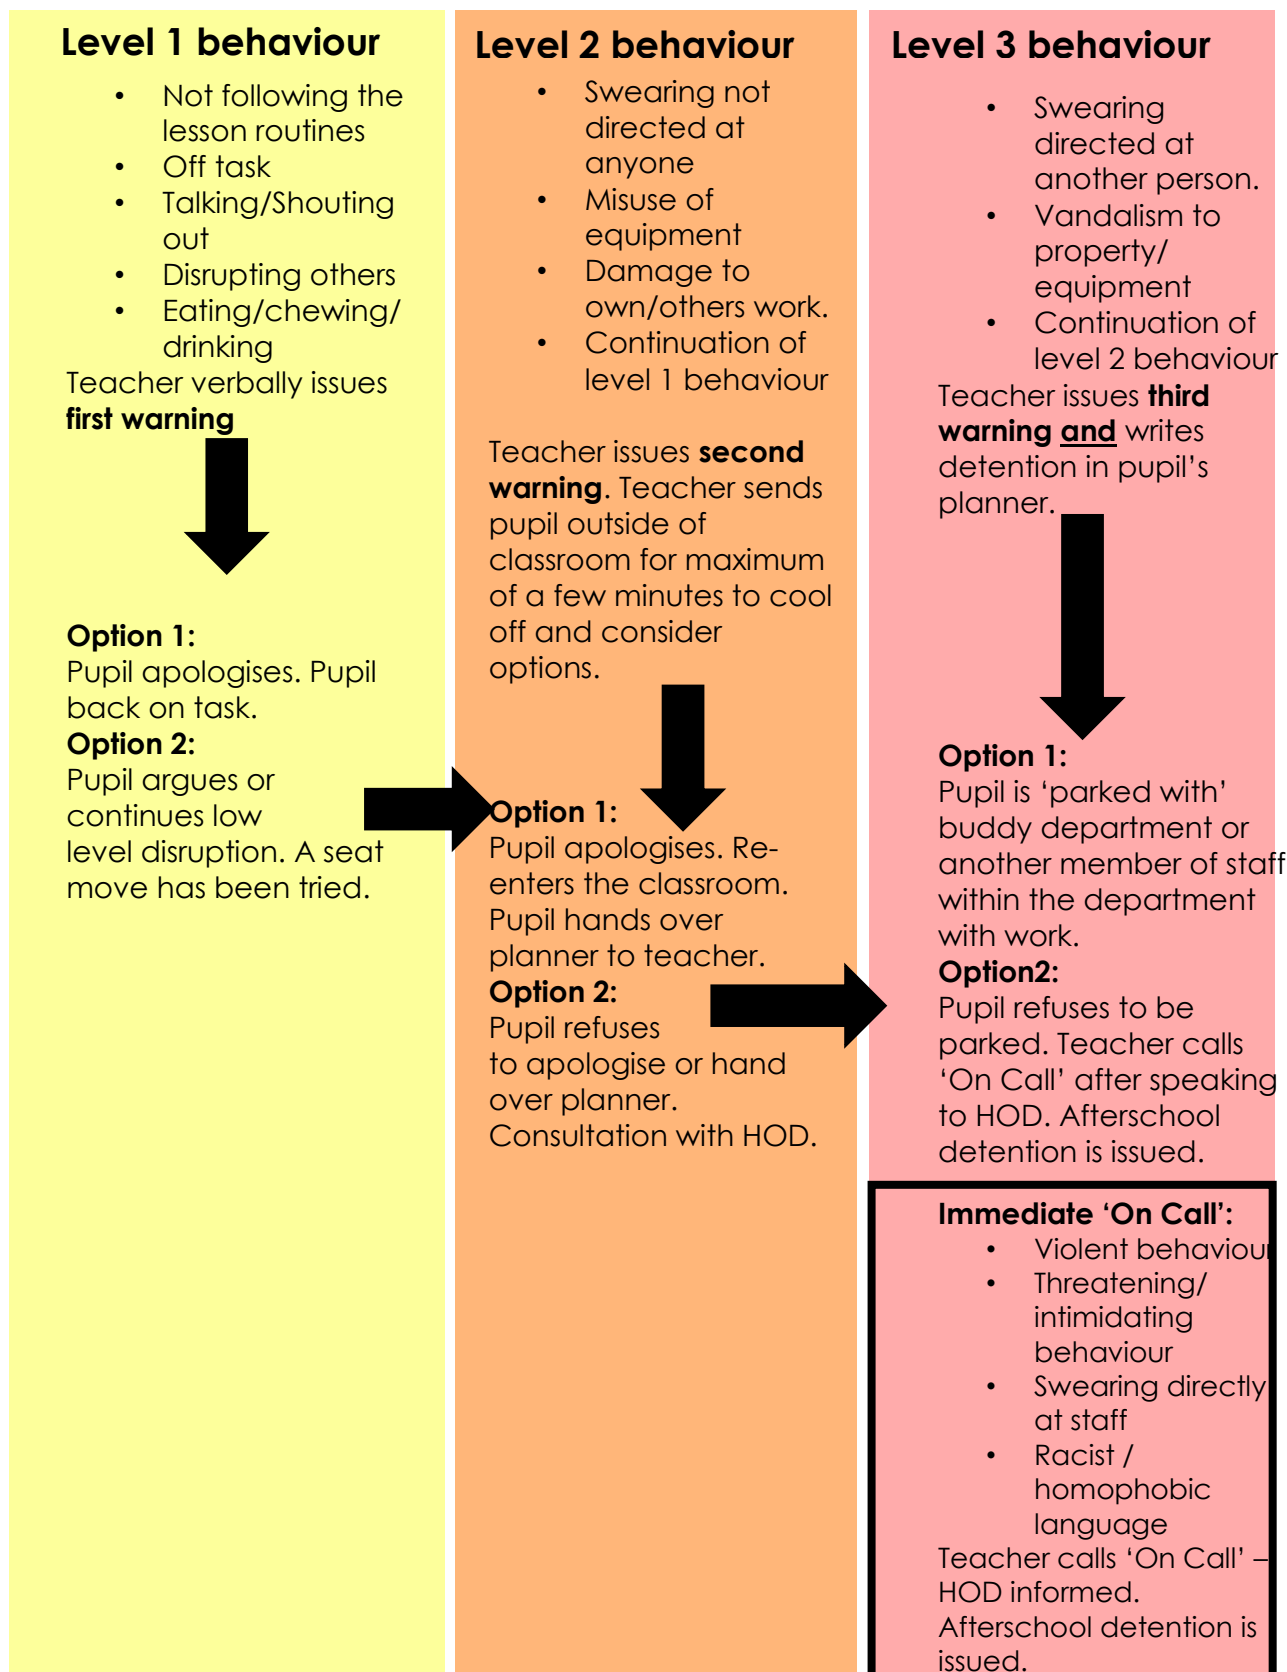 Level 1 behaviour
• Not following the
lesson routines
• Off task
• Talking/Shouting
out
• Disrupting others
• Eating/chewing/
drinking
Teacher verbally issues
first warning
Option 1:
Pupil apologises. Pupil
back on task.
Option 2:
Pupil argues or
continues low
level disruption. A seat
move has been tried.
Level 2 behaviour
• Swearing not
directed at
anyone
• Misuse of
equipment
• Damage to
own/others work.
• Continuation of
level 1 behaviour
Teacher issues second
warning. Teacher sends
pupil outside of
classroom for maximum
of a few minutes to cool
off and consider
options.
Option 1:
Pupil apologises. Re-
enters the classroom.
Pupil hands over
planner to teacher.
Option 2:
Pupil refuses
to apologise or hand
over planner.
Consultation with HOD.
Level 3 behaviour
• Swearing
directed at
another person.
• Vandalism to
property/
equipment
• Continuation of
level 2 behaviour
Teacher issues third
warning and writes
detention in pupil’s
planner.
Option 1:
Pupil is ‘parked with’
buddy department or
another member of staff
within the department
with work.
Option2:
Pupil refuses to be
parked. Teacher calls
‘On Call’ after speaking
to HOD. Afterschool
detention is issued.
Immediate ‘On Call’:
• Violent behaviour
• Threatening/
intimidating
behaviour
• Swearing directly
at staff
• Racist /
homophobic
language
Teacher calls ‘On Call’ –
HOD informed.
Afterschool detention is
issued.